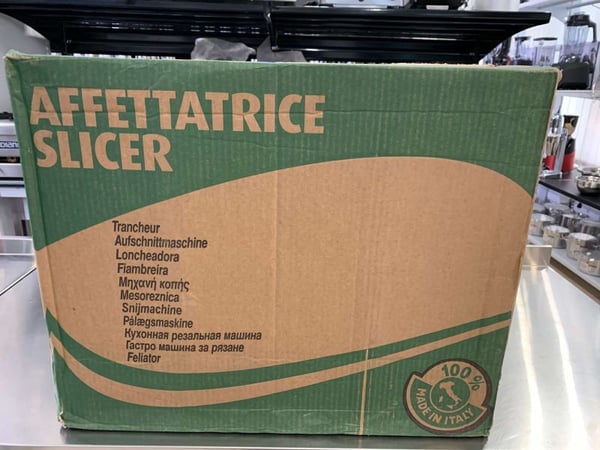 AFFETTATRICE
SLICER
Trancheur
Aufschnittmaschine
Loncheadora
Fiambreira
Μηχανή κοπής
Mesoreznica
Snijmachine
Pålægsmaskine
Кухонная резальная машина
Гастро машина за рязане
Feliator
100%
MADE IN ITALY